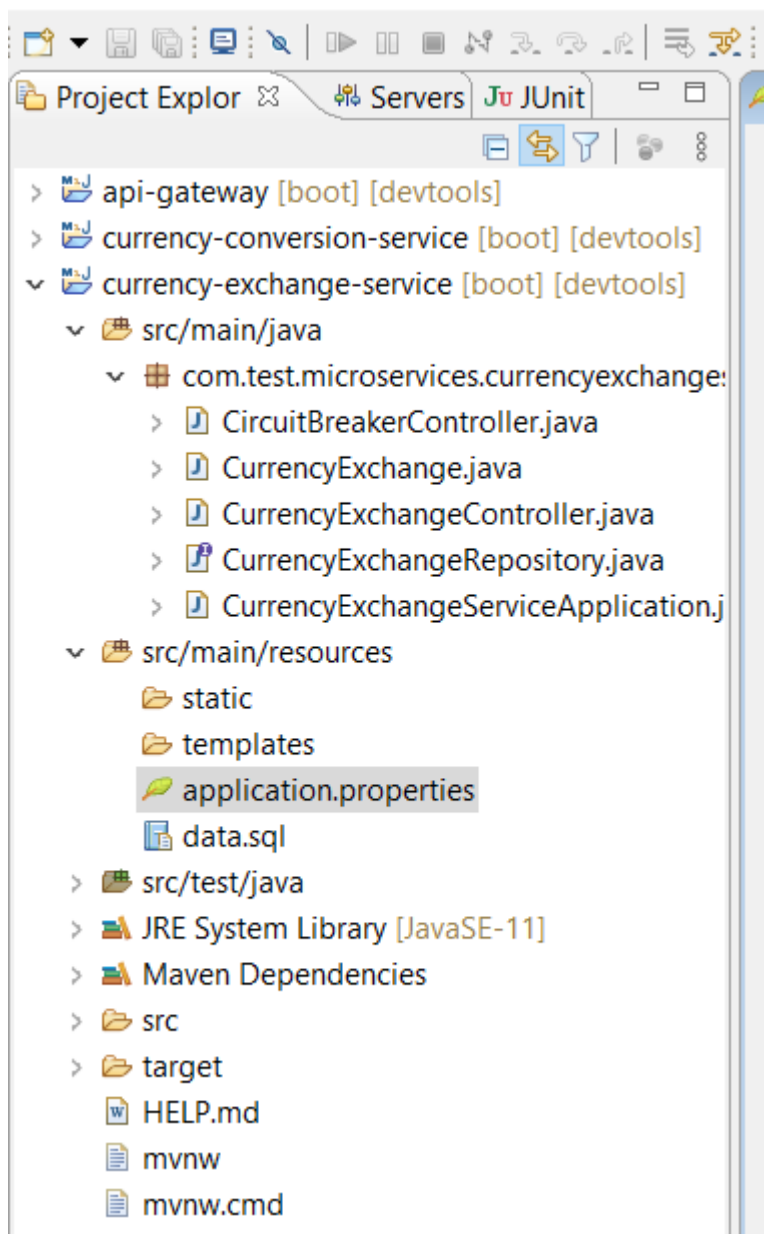 Project Explor Servers Ju JUnit
api-gateway [boot] [devtools]
currency-conversion-service [boot] [devtools]
currency-exchange-service [boot] [devtools]
src/main/java
com.test.microservices.currencyexchange
CircuitBreakerController.java
CurrencyExchange.java
CurrencyExchangeController.java
CurrencyExchangeRepository.java
CurrencyExchangeServiceApplication.j
src/main/resources
static
templates
application.properties
data.sql
src/test/java
JRE System Library [JavaSE-11]
Maven Dependencies
src
target
HELP.md
mvnw
mvnw.cmd